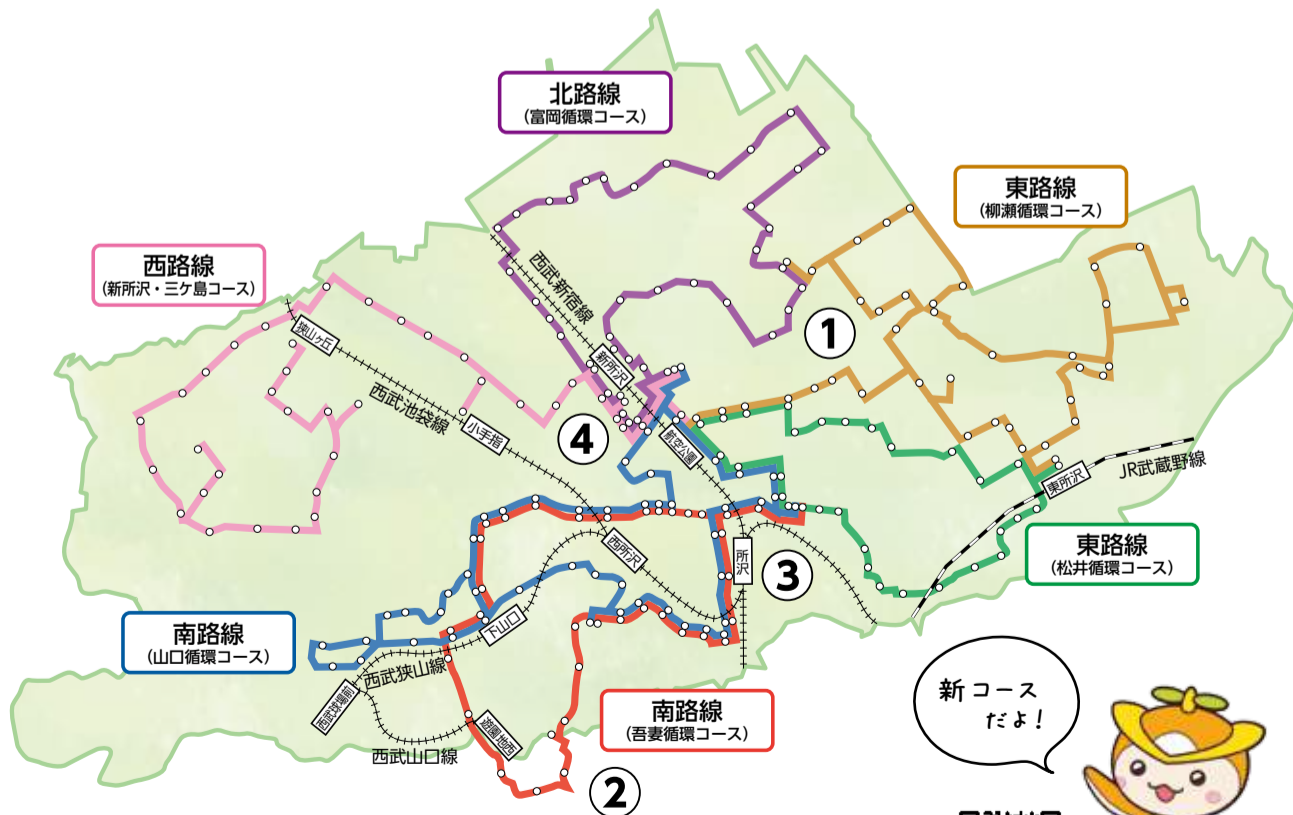 北路線
(富岡循環コース)
東路線
(柳瀬循環コース)
西路線
(新所沢・三ケ島コース)
西武新宿線
狭山ヶ丘
新所沢
①
西武池袋線
小手指
④
航空公園
JR武蔵野線
東所沢
西所沢
所沢
③
東路線
(松井循環コース)
南路線
(山口循環コース)
下山口
西武狭山線
西武球場前
西武山口線
遊園地西
南路線
(吾妻循環コース)
②
新コース
だよ!